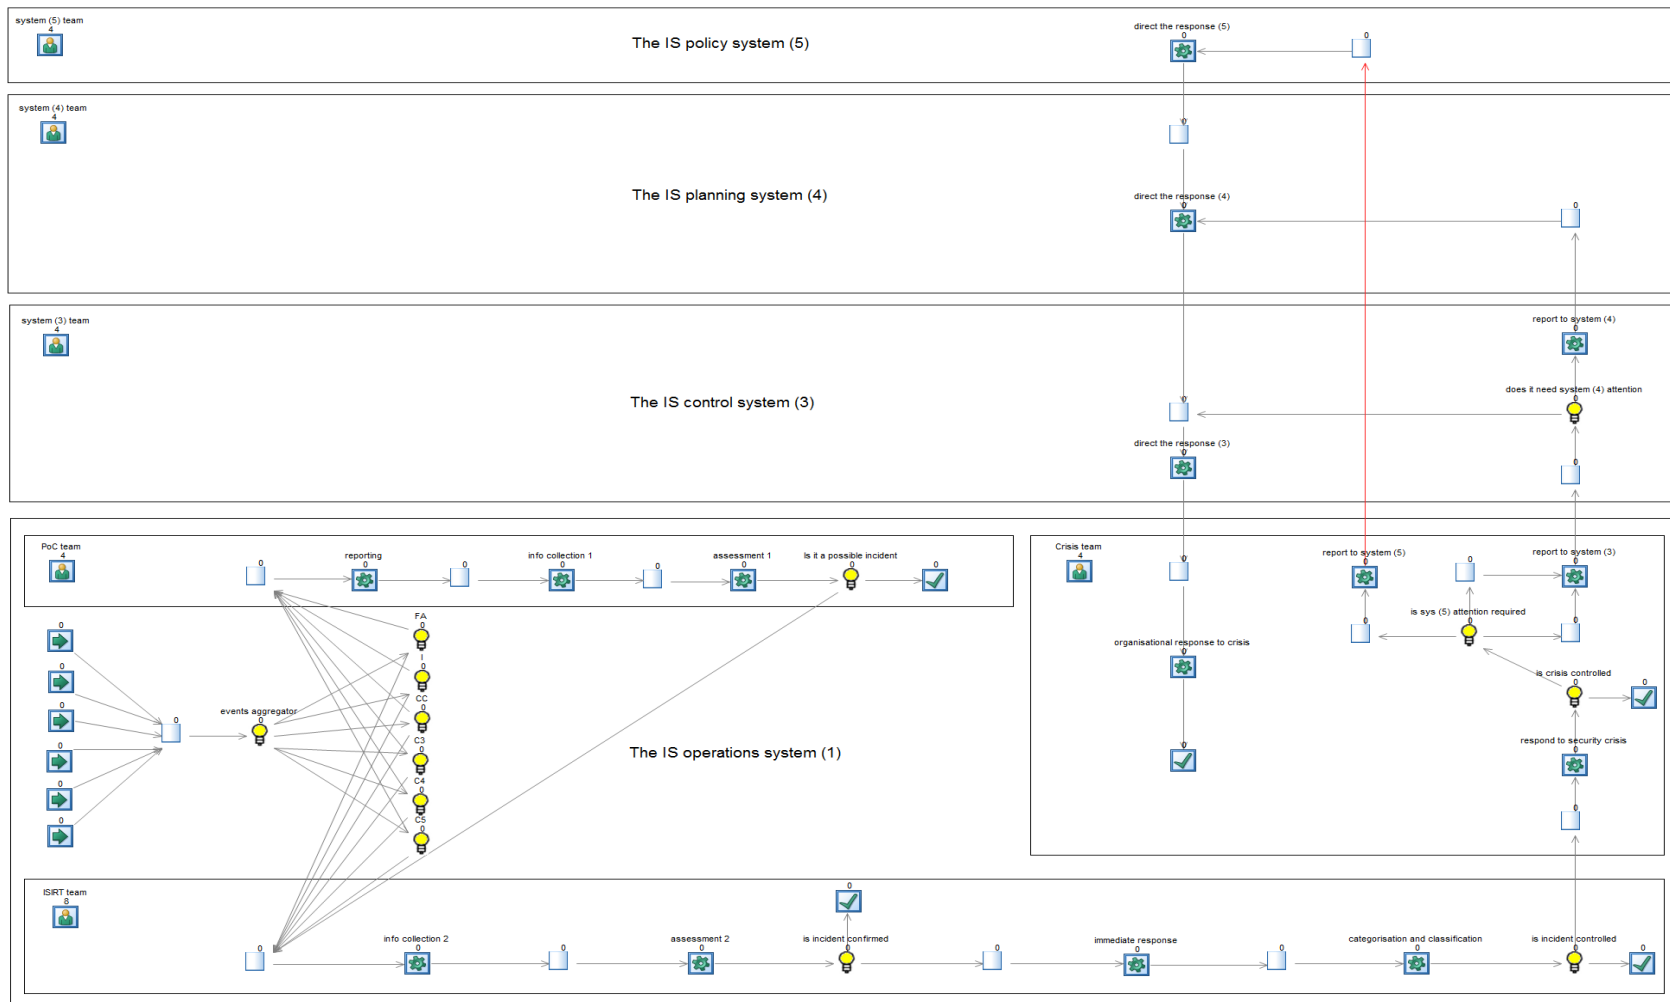 system (5) team
4
The IS policy system (5)
direct the response (5)
0
0
system (4) team
4
The IS planning system (4)
0
direct the response (4)
0
0
system (3) team
4
The IS control system (3)
report to system (4)
0
does it need system (4) attention
0
0
direct the response (3)
0
0
PoC team
4
0
reporting
0
0
info collection 1
0
0
assessment 1
0
Is it a possible incident
0
0
Crisis team
4
0
report to system (5)
0
0
report to system (3)
0
0
is sys (5) attention required
0
0
organisational response to crisis
0
0
is crisis controlled
0
0
respond to security crisis
0
0
FA
0
I
0
CC
0
C3
0
C4
0
C5
0
0
0
0
0
0
0
0
events aggregator
0
The IS operations system (1)
ISIRT team
8
0
0
info collection 2
0
0
assessment 2
0
is incident confirmed
0
0
immediate response
0
0
categorisation and classification
0
is incident controlled
0
0